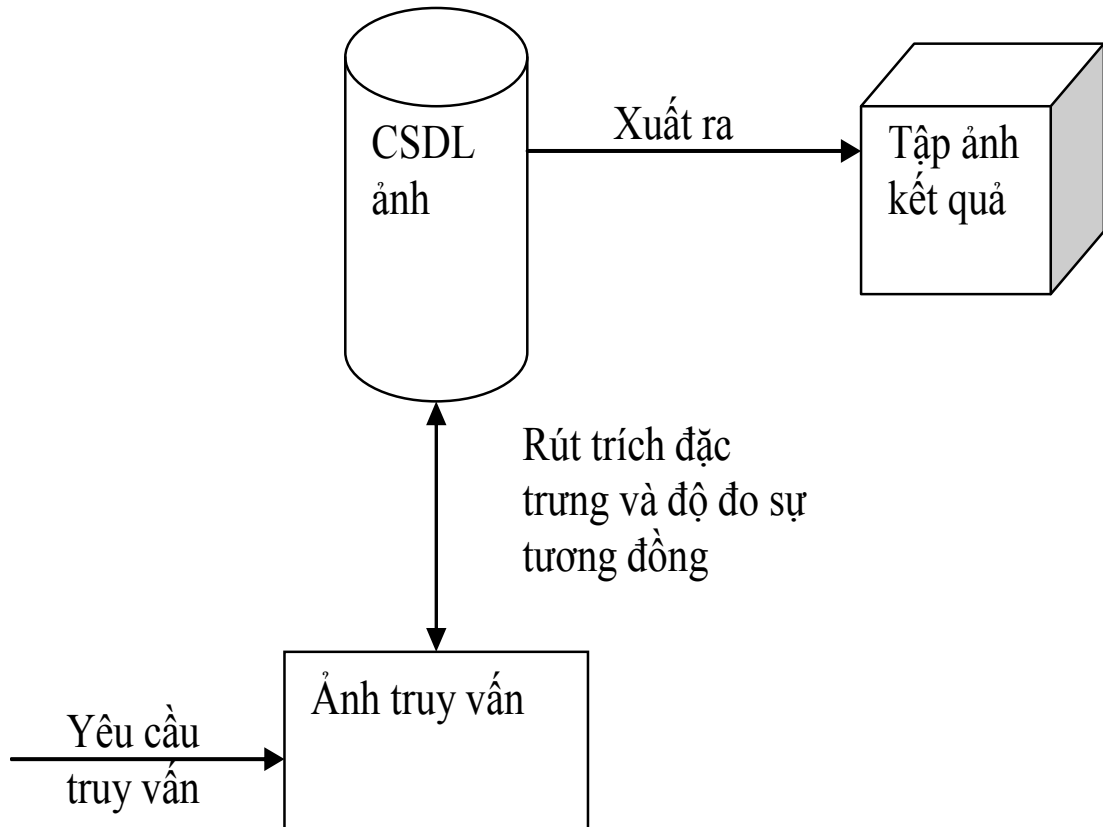 CSDL
ảnh
Xuất ra
Tập ảnh
kết quả
Rút trích đặc
trưng và độ đo sự
tương đồng
Ảnh truy vấn
Yêu cầu
truy vấn